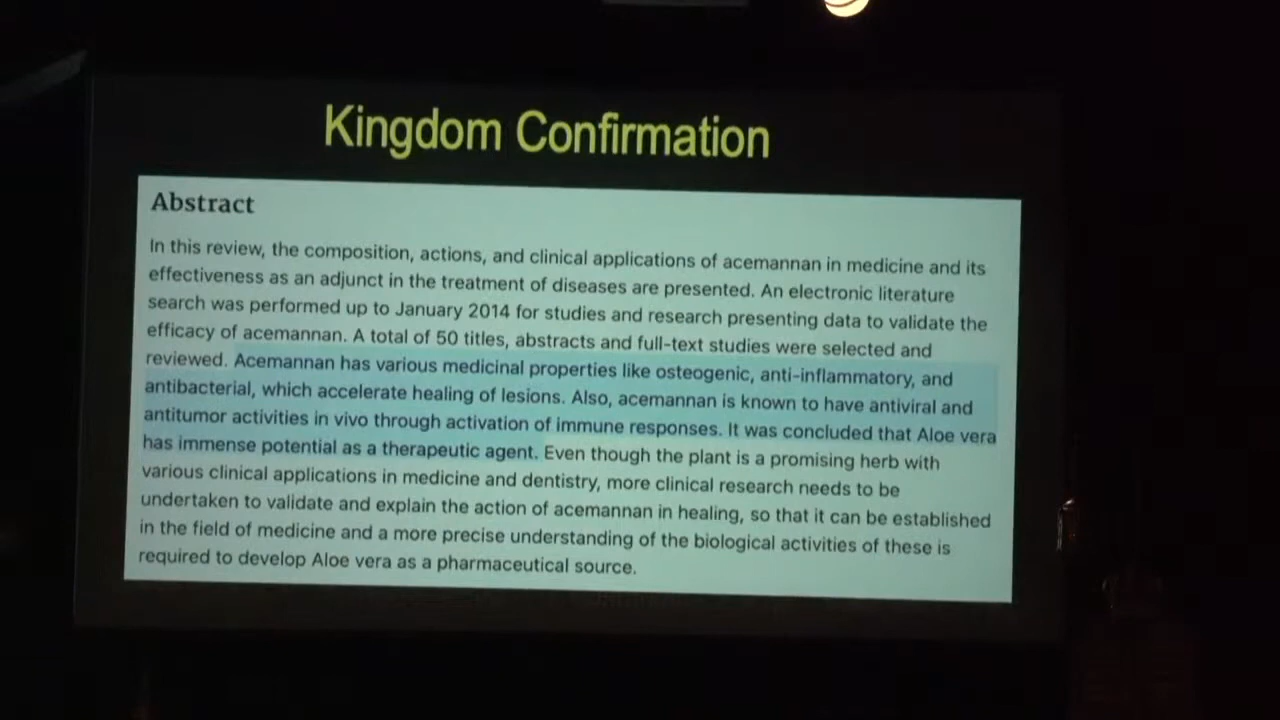 Kingdom Confirmation
Abstract
In this review, the composition, actions, and clinical applications of acemannan in medicine and its
effectiveness as an adjunct in the treatment of diseases are presented. An electronic literature
search was performed up to January 2014 for studies and research presenting data to validate the
efficacy of acemannan. A total of 50 titles, abstracts and full-text studies were selected and
reviewed. Acemannan has various medicinal properties like osteogenic, anti-inflammatory, and
antibacterial, which accelerate healing of lesions. Also, acemannan is known to have antiviral and
antitumor activities in vivo through activation of immune responses. It was concluded that Aloe vera
has immense potential as a therapeutic agent. Even though the plant is a promising herb with
various clinical applications in medicine and dentistry, more clinical research needs to be
undertaken to validate and explain the action of acemannan in healing, so that it can be established
in the field of medicine and a more precise understanding of the biological activities of these is
required to develop Aloe vera as a pharmaceutical source.